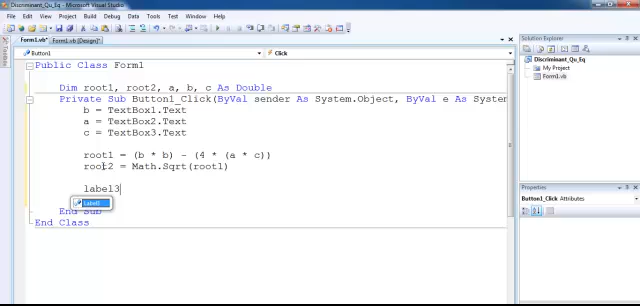 Discriminant_Qu_Eq - Microsoft Visual Studio
File Edit View Project Build Debug Data Tools Test Window Help
Form1.vb* Form1.vb [Design]*
Solution Explorer
Toolbox
Button1 Click
Public Class Form1
Dim root1, root2, a, b, c As Double
Private Sub Button1_Click(ByVal sender As System.Object, ByVal e As System
b = TextBox1.Text
a = TextBox2.Text
c = TextBox3.Text
root1 = (b * b) - (4 * (a * c))
root2 = Math.Sqrt(root1)
label3
End Sub
End Class
Discriminant_Qu_Eq
My Project
Form1.vb
Properties
Button1_Click Attributes